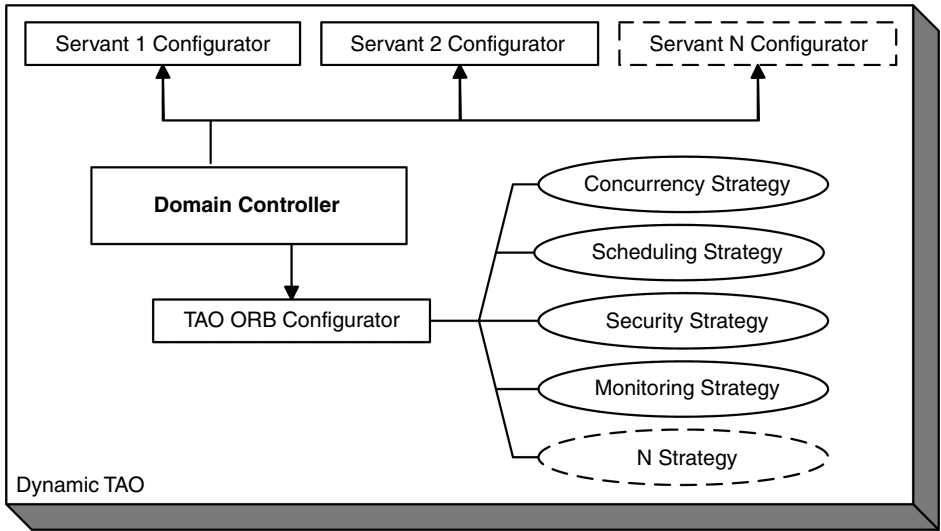 Servant 1 Configurator
Servant 2 Configurator
Servant N Configurator
Domain Controller
TAO ORB Configurator
Concurrency Strategy
Scheduling Strategy
Security Strategy
Monitoring Strategy
N Strategy
Dynamic TAO